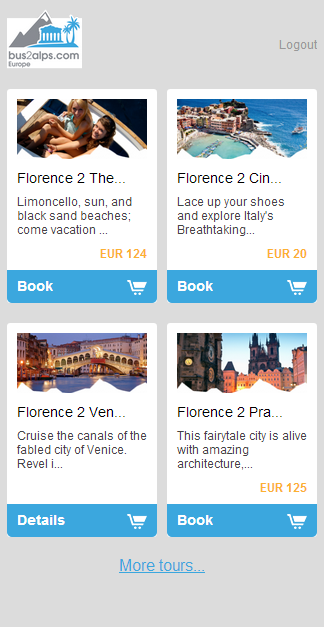 bus2alps.com
Europe
Logout
Florence 2 The...
Limoncello, sun, and
black sand beaches;
come vacation ...
EUR 124
Book
Florence 2 Cin...
Lace up your shoes
and explore Italy's
Breathtaking...
EUR 20
Book
Florence 2 Ven...
Cruise the canals of the
fabled city of Venice.
Revel i...
Details
Florence 2 Pra...
This fairytale city is alive
with amazing
architecture,...
EUR 125
Book
More tours...